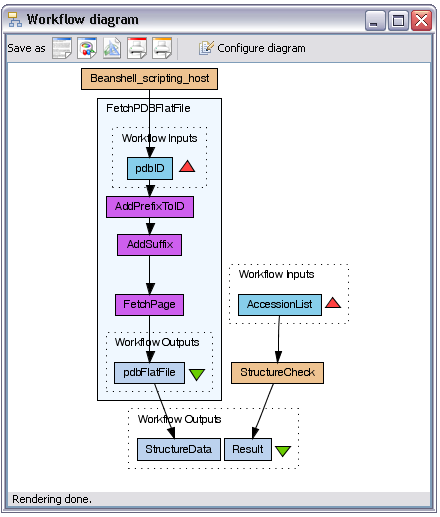 Workflow diagram
Save as
Configure diagram
Beanshell_scripting_host
FetchPDBFlatFile
Workflow Inputs
pdbID
AddPrefixToID
AddSuffix
FetchPage
Workflow Outputs
pdbFlatFile
Workflow Inputs
AccessionList
StructureCheck
Workflow Outputs
StructureData
Result
Rendering done.